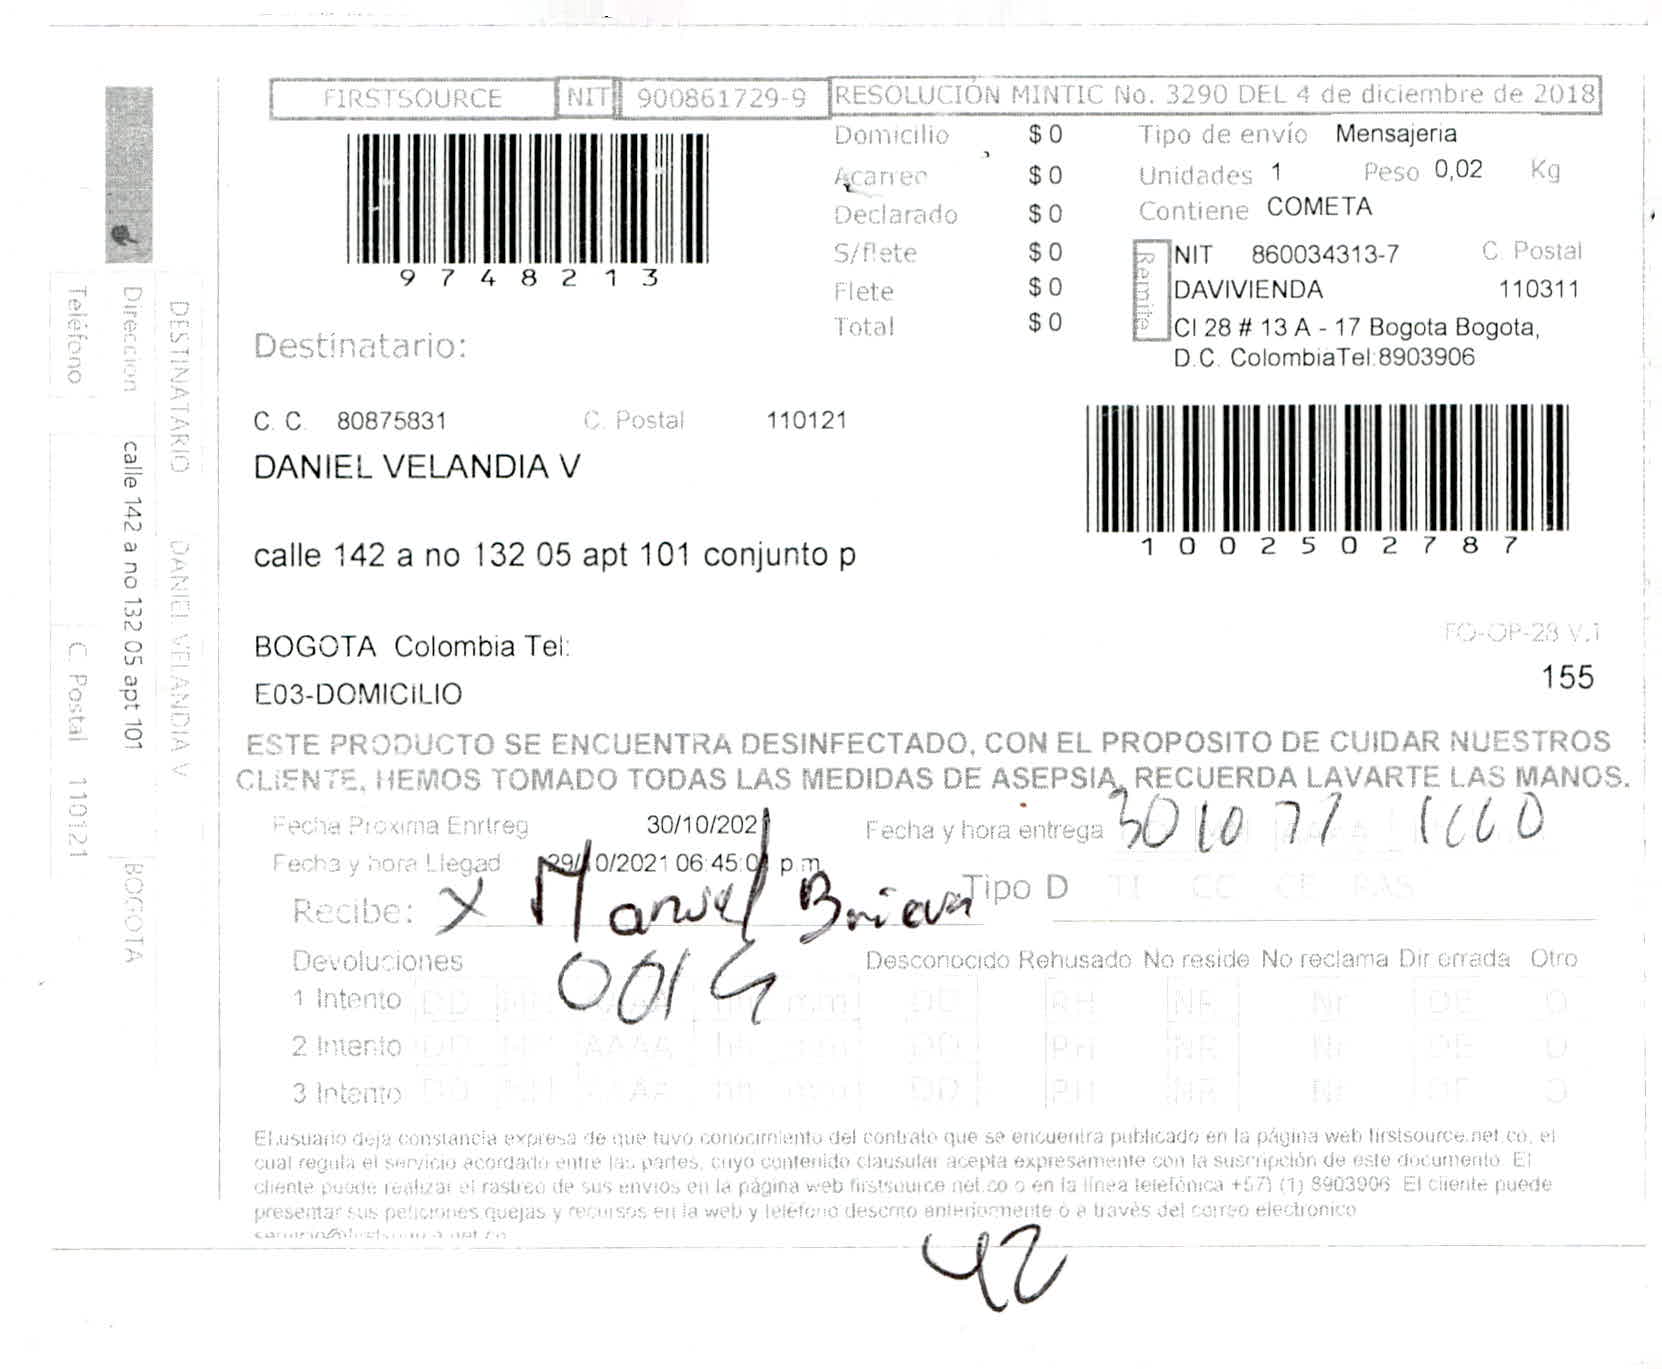 FIRSTSOURCE NIT 900861729-9 RESOLUCIÓN MINTIC No. 3290 DEL 4 de diciembre de 2018
9748213
Domicilio $ 0
Acarreo $ 0
Declarado $ 0
S/flete $ 0
Flete $ 0
Total $ 0
Tipo de envío Mensajeria
Unidades 1 Peso 0,02 Kg
Contiene COMETA
Remite
NIT 860034313-7 C. Postal
DAVIVIENDA 110311
Cl 28 # 13 A - 17 Bogota Bogota,
D.C. ColombiaTel:8903906
Destinatario:
C. C. 80875831 C. Postal 110121
DANIEL VELANDIA V
1002502787
calle 142 a no 132 05 apt 101 conjunto p
BOGOTA Colombia Tel:
E03-DOMICILIO
FO-OP-28 V.1
155
ESTE PRODUCTO SE ENCUENTRA DESINFECTADO, CON EL PROPOSITO DE CUIDAR NUESTROS
CLIENTE, HEMOS TOMADO TODAS LAS MEDIDAS DE ASEPSIA, RECUERDA LAVARTE LAS MANOS.
Fecha Proxima Enrtreg 30/10/2021 Fecha y hora entrega
Fecha y hora Llegad 29/10/2021 06:45:0 p.m
Recibe: X Manuel Brieva Tipo D TI CC CE PAS
0014
Devoluciones Desconocido Rehusado No reside No reclama Dir errada Otro
1 Intento DD MM AAAA hh mm DD RH NR Nr DE O
2 Intento DD MM AAAA hh mm DD RH NR Nr DE O
3 Intento DD MM AAAA hh mm DD RH NR Nr DE O
El usuario deja constancia expresa de que tuvo conocimiento del contrato que se encuentra publicado en la página web firstsource.net.co, el
cual regula el servicio acordado entre las partes, cuyo contenido clausular acepta expresamente con la suscripción de este documento. El
cliente puede realizar el rastreo de sus envios en la página web firstsource.net.co o en la línea telefónica +57) (1) 8903906 El cliente puede
presentar sus peticiones quejas y recursos en la web y teléfono descrito anteriormente o a través del correo electronico
42
DESTINATARIO DANIEL VELANDIA V
Direccion calle 142 a no 132 05 apt 101 BOGOTA
Teléfono C. Postal 110121